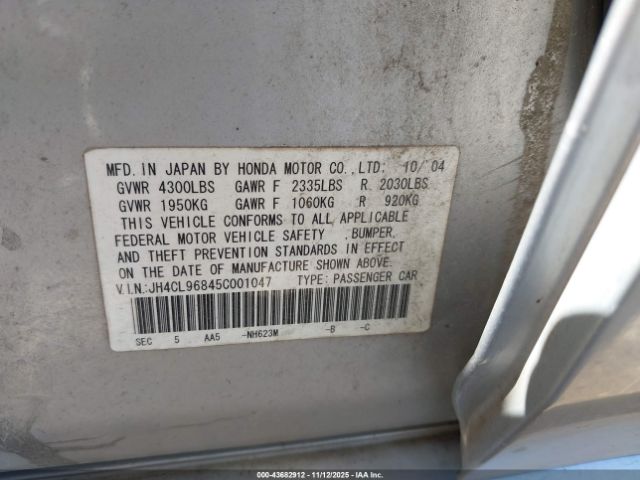 MFD. IN JAPAN BY HONDA MOTOR CO., LTD: 10/'04
GVWR 4300LBS GAWR F 2335LBS R 2030LBS
GVWR 1950KG GAWR F 1060KG R 920KG
THIS VEHICLE CONFORMS TO ALL APPLICABLE
FEDERAL MOTOR VEHICLE SAFETY ,BUMPER,
AND THEFT PREVENTION STANDARDS IN EFFECT
ON THE DATE OF MANUFACTURE SHOWN ABOVE.
V.I.N.:JH4CL96845C001047 TYPE: PASSENGER CAR
SEC 5 AA5 -NH623M -B -C
000-43682912 - 11/12/2025 - IAAI.COM